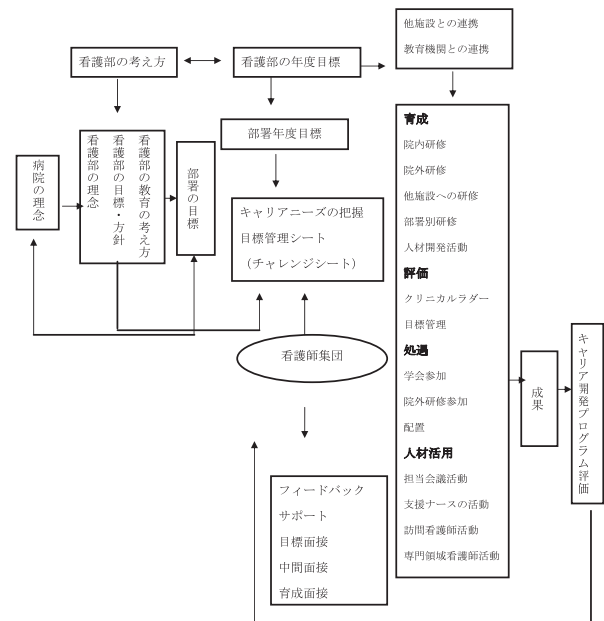 他施設との連携
教育機関との連携
看護部の考え方
看護部の年度目標
部署年度目標
病院の理念
看護部の教育の考え方
看護部の目標・方針
看護部の理念
部署の目標
キャリアニーズの把握
目標管理シート
（チャレンジシート）
看護師集団
フィードバック
サポート
目標面接
中間面接
育成面接
育成
院内研修
院外研修
他施設への研修
部署別研修
人材開発活動
評価
クリニカルラダー
目標管理
処遇
学会参加
院外研修参加
配置
人材活用
担当会議活動
支援ナースの活動
訪問看護師活動
専門領域看護師活動
成果
キャリア開発プログラム評価